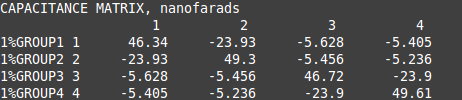 CAPACITANCE MATRIX, nanofarads
1 2 3 4
1%GROUP1 1 46.34 -23.93 -5.628 -5.405
1%GROUP2 2 -23.93 49.3 -5.456 -5.236
1%GROUP3 3 -5.628 -5.456 46.72 -23.9
1%GROUP4 4 -5.405 -5.236 -23.9 49.61